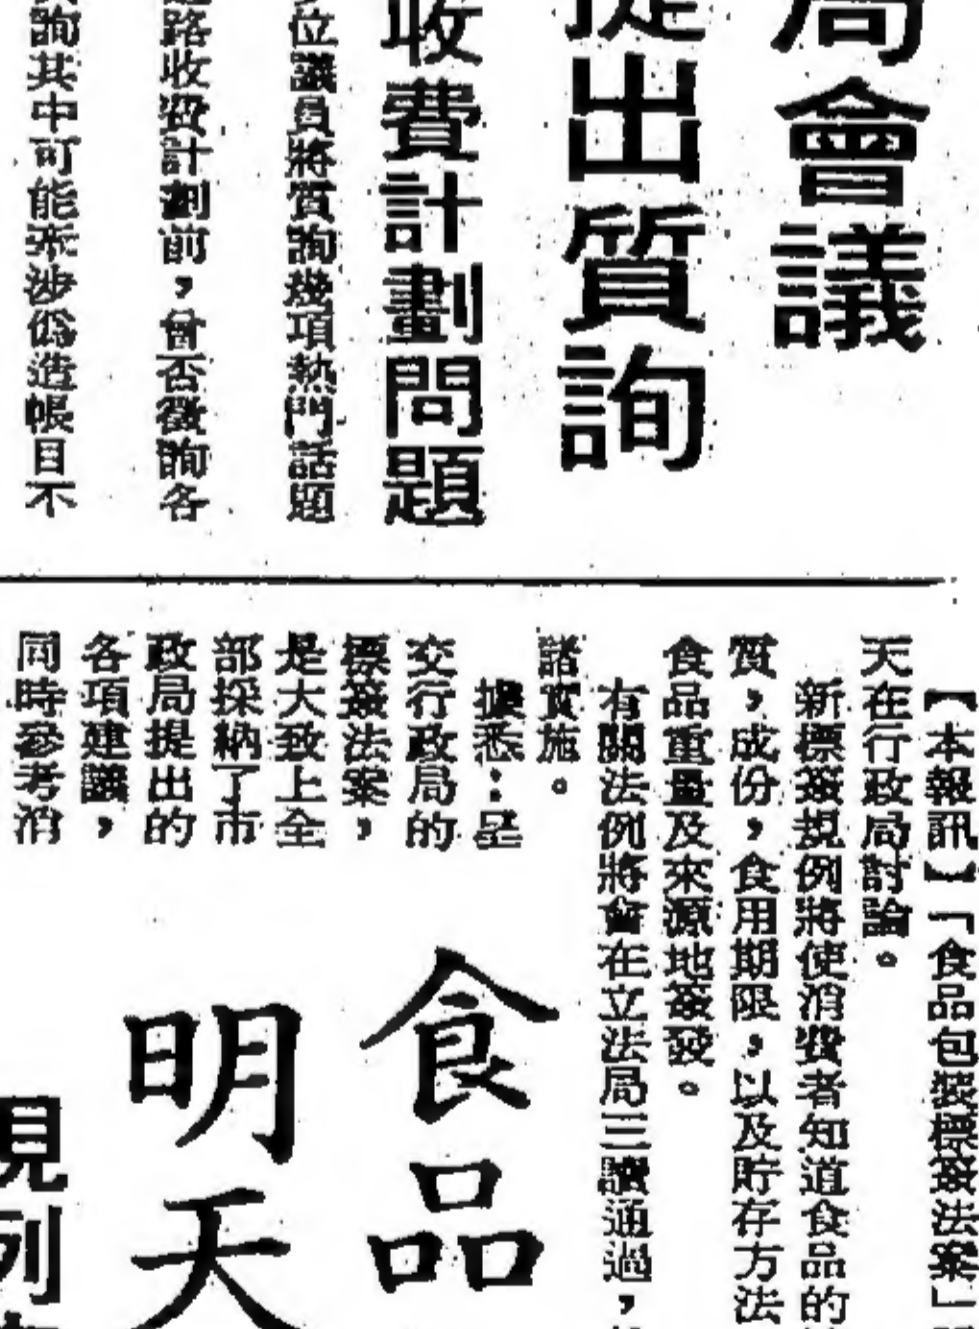 局會議
提出質詢
收費計劃問題
位議員將質詢幾項熱門話題
路收費計劃前，曾否徵詢各
詢其中可能牽涉偽造帳目不
【本報訊】「食品包裝標簽法案」
天在行政局討論。
新標簽規例將使消費者知道食品的
質，成份，食用期限，以及貯存方法
食品重量及來源地簽發。
有關法例將會在立法局三讀通過，
諸實施。
據悉：呈
交行政局的
標簽法案，
是大致上全
部採納了市
政局提出的
各項建議，
同時參考消
食品
明天